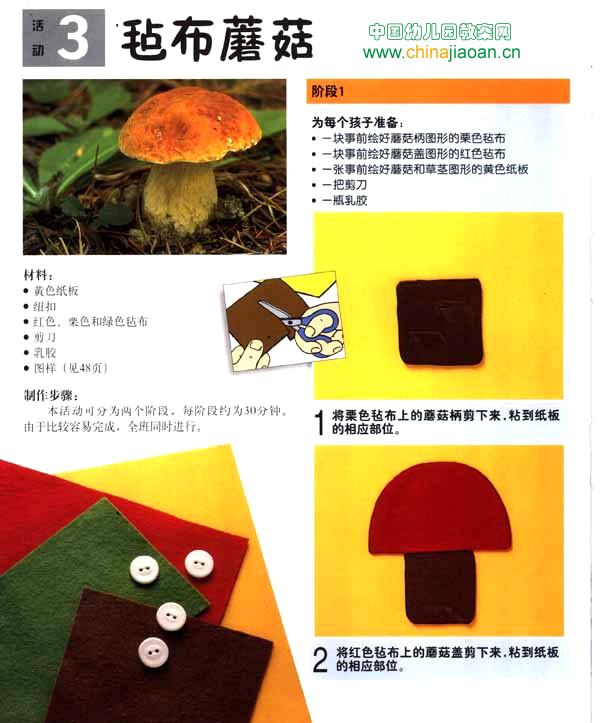 活动
3
毡布蘑菇
中国幼儿园教案网
www.chinajiaoan.cn
材料：
● 黄色纸板
● 纽扣
● 红色、栗色和绿色毡布
● 剪刀
● 乳胶
● 图样（见48页）
制作步骤：
本活动可分为两个阶段，每阶段约为30分钟。
由于比较容易完成，全班同时进行。
阶段1
为每个孩子准备：
• 一块事前绘好蘑菇柄图形的栗色毡布
• 一块事前绘好蘑菇盖图形的红色毡布
• 一张事前绘好蘑菇和草茎图形的黄色纸板
• 一把剪刀
• 一瓶乳胶
1 将栗色毡布上的蘑菇柄剪下来，粘到纸板
的相应部位。
2 将红色毡布上的蘑菇盖剪下来，粘到纸板
的相应部位。